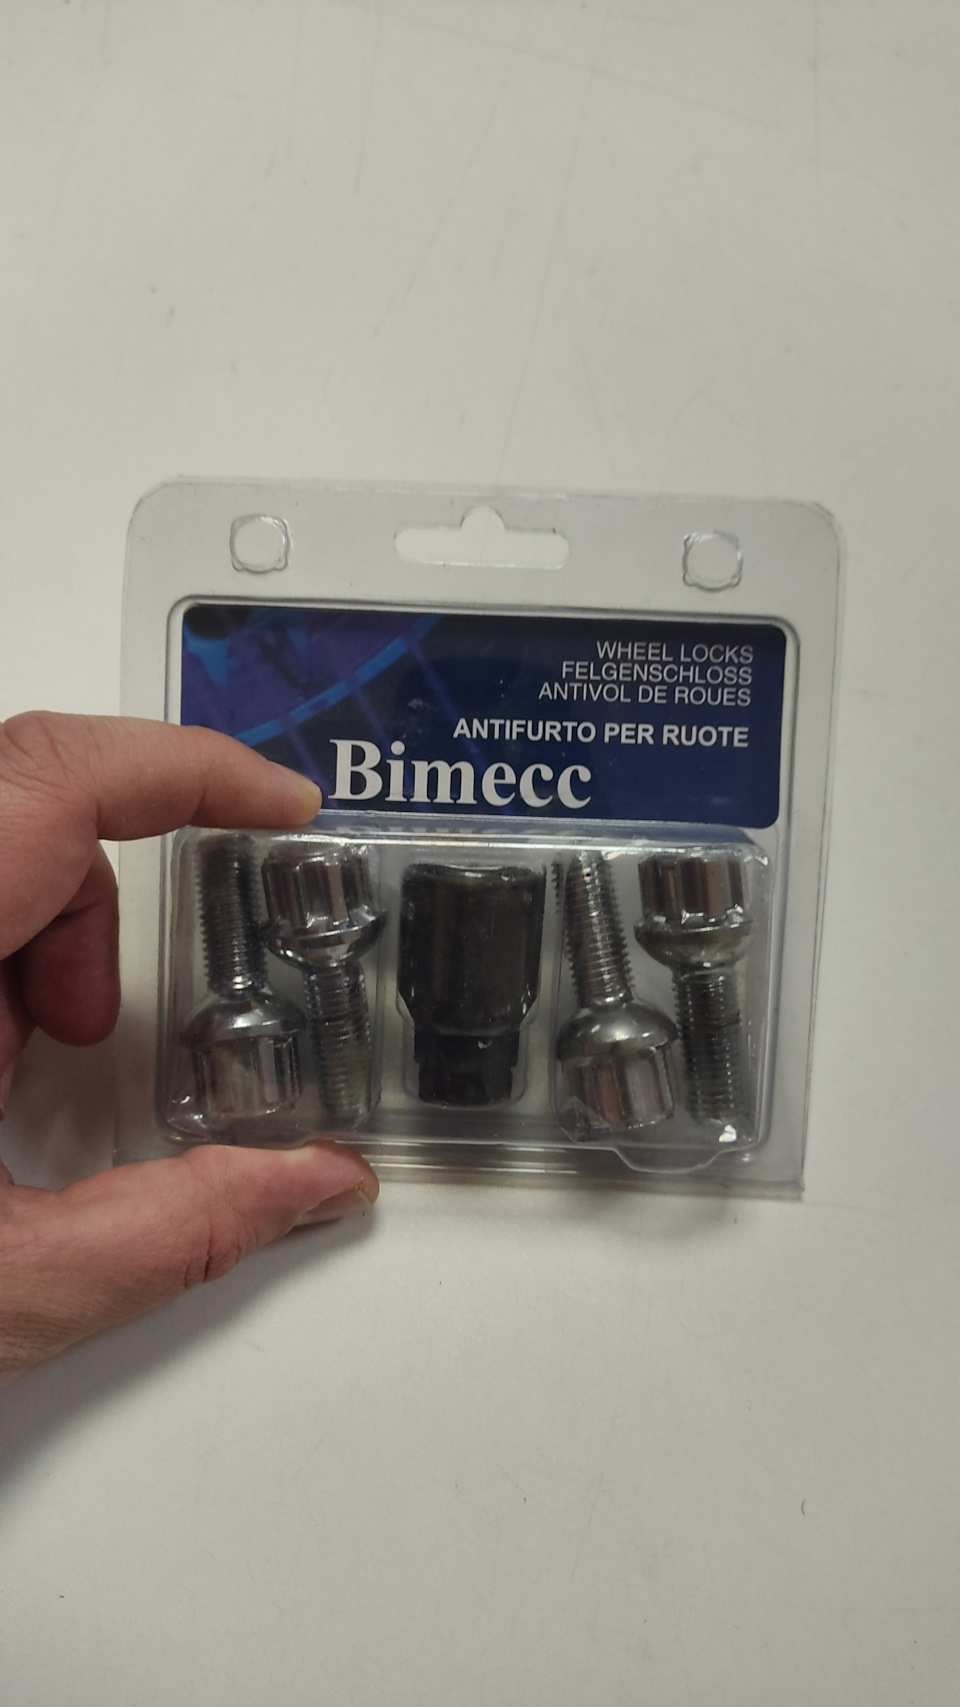 WHEEL LOCKS
FELGENSCHLOSS
ANTIVOL DE ROUES
ANTIFURTO PER RUOTE
Bimecc